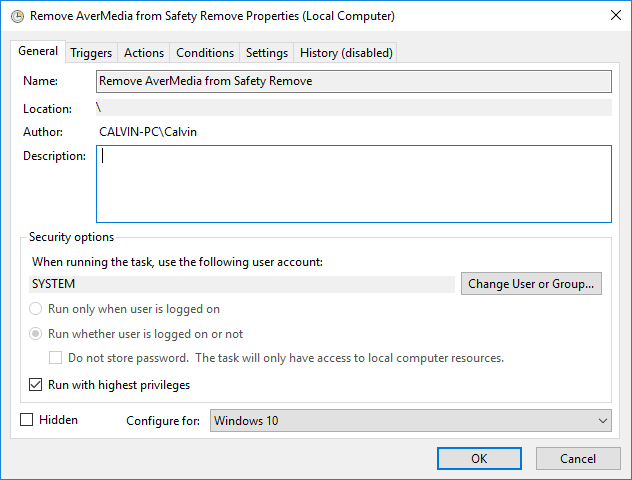 Remove AverMedia from Safety Remove Properties (Local Computer)
General Triggers Actions Conditions Settings History (disabled)
Name: Remove AverMedia from Safety Remove
Location: \
Author: CALVIN-PC\Calvin
Description:
Security options
When running the task, use the following user account:
SYSTEM Change User or Group...
Run only when user is logged on
Run whether user is logged on or not
Do not store password. The task will only have access to local computer resources.
Run with highest privileges
Hidden Configure for: Windows 10
OK Cancel